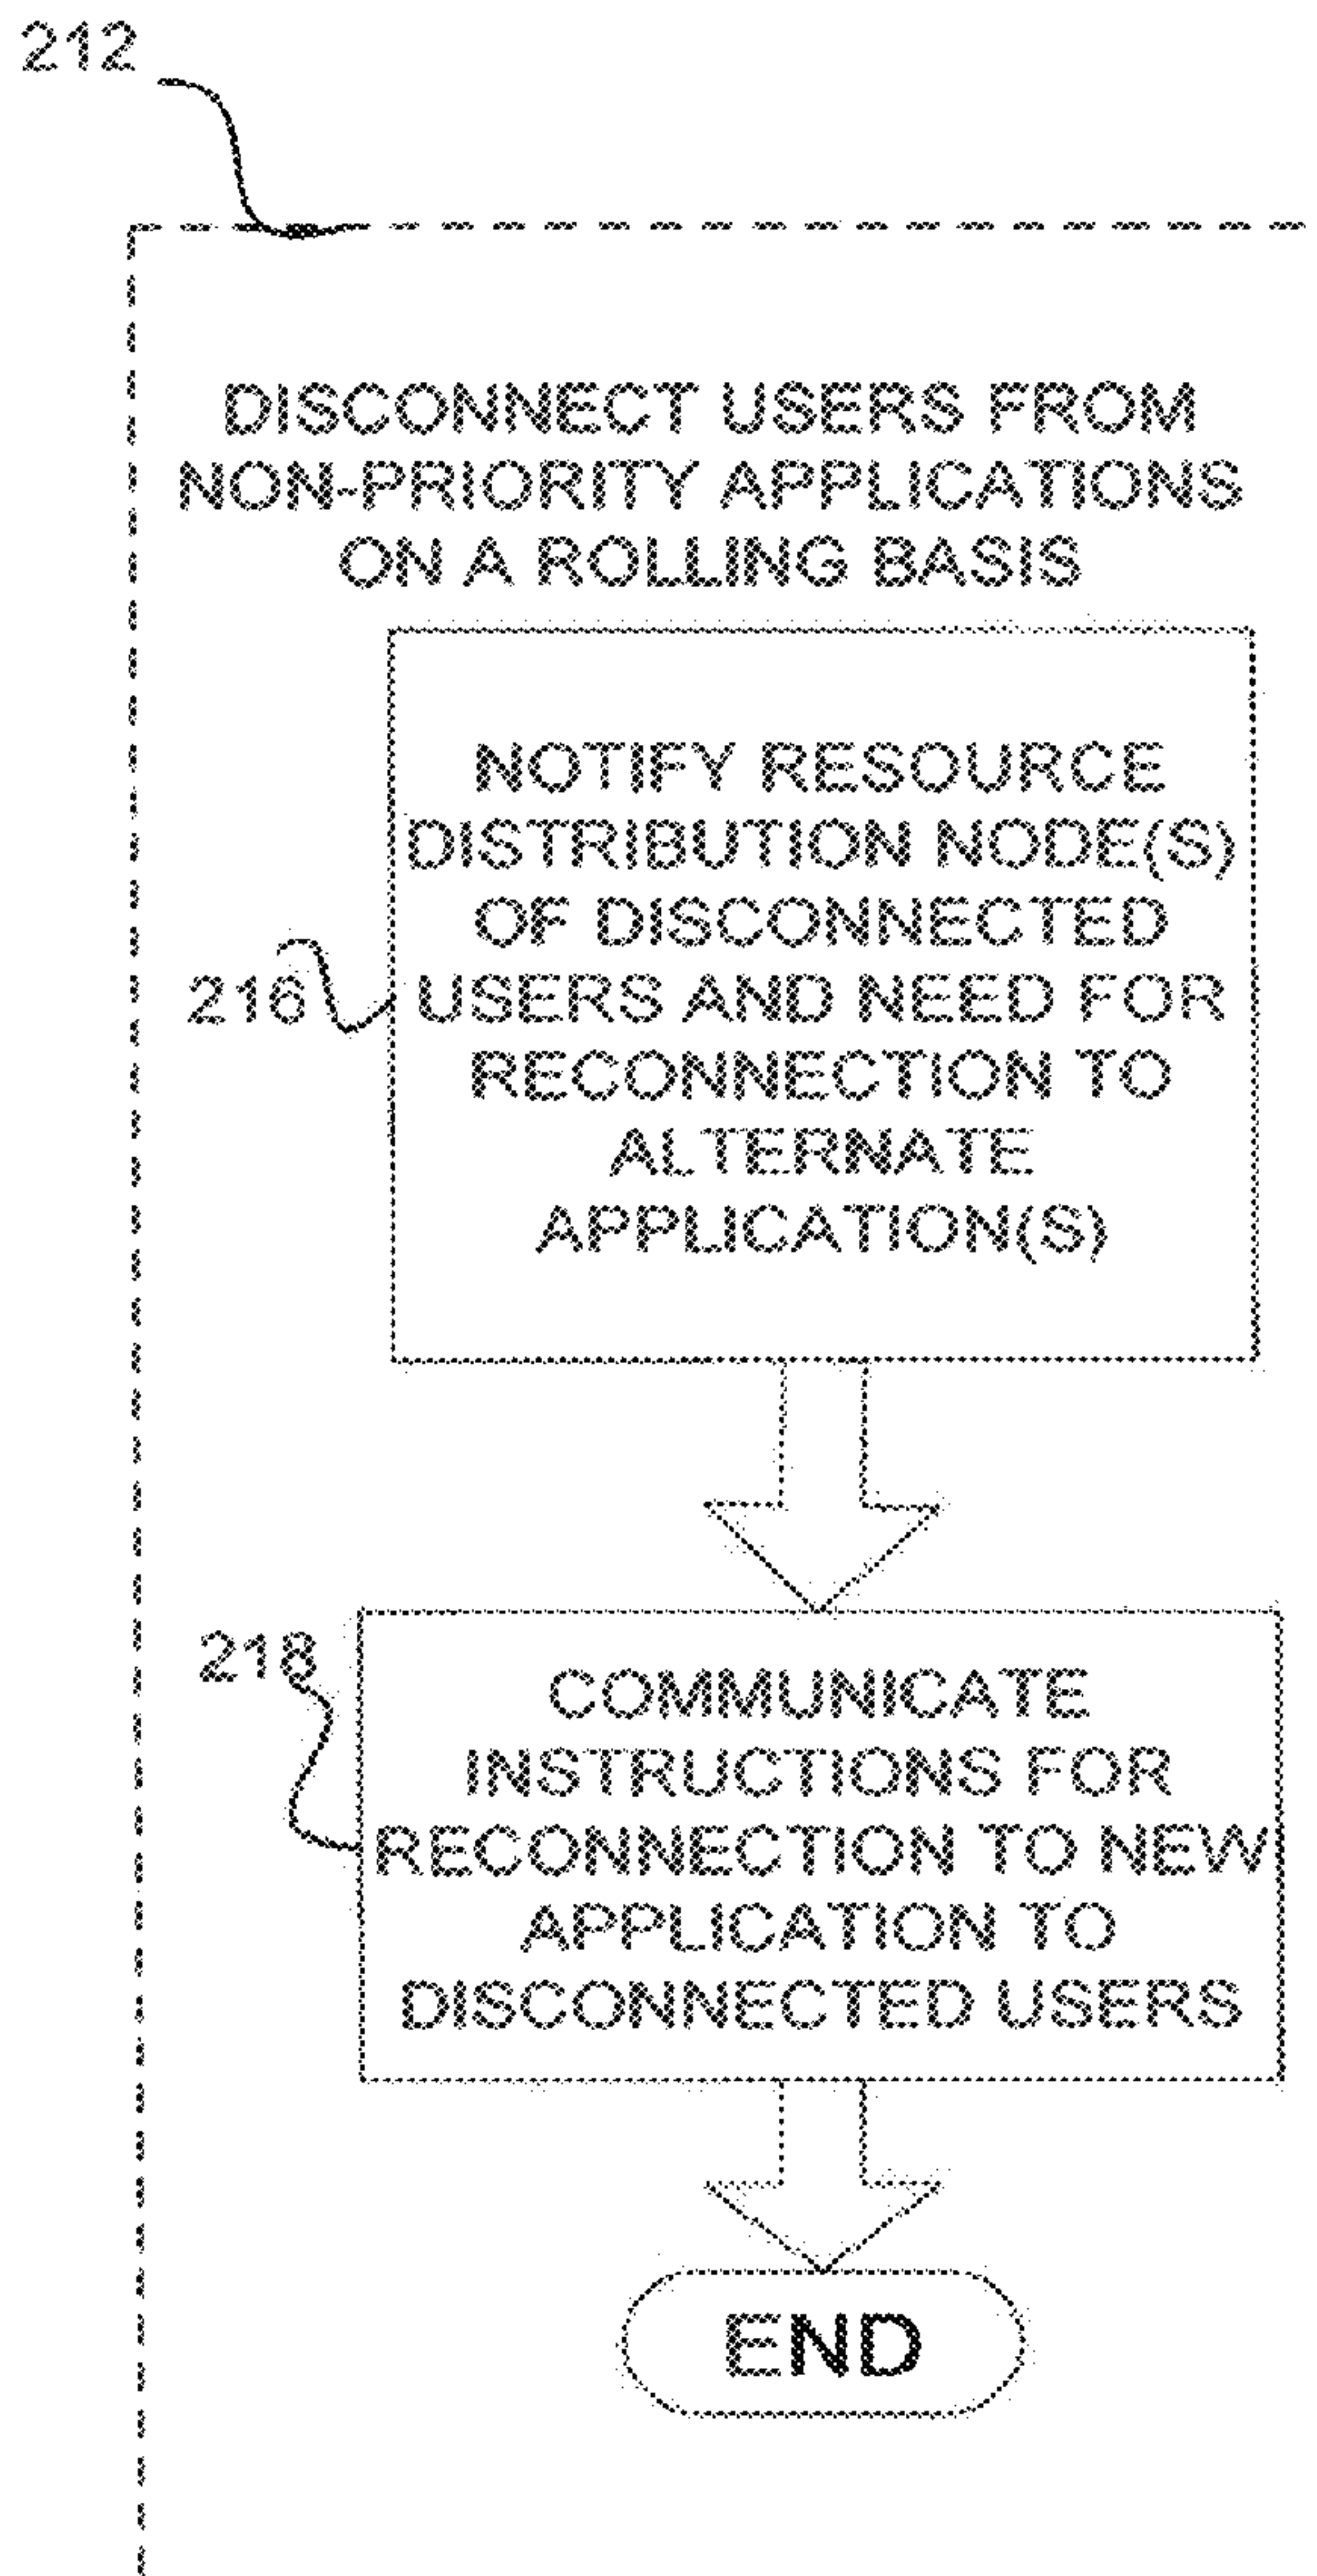 212
DISCONNECT USERS FROM
NON-PRIORITY APPLICATIONS
ON A ROLLING BASIS
NOTIFY RESOURCE
DISTRIBUTION NODE(S)
OF DISCONNECTED
216
USERS AND NEED FOR
RECONNECTION TO
ALTERNATE
APPLICATION(S)
218
COMMUNICATE
INSTRUCTIONS FOR
RECONNECTION TO NEW
APPLICATION TO
DISCONNECTED USERS
END